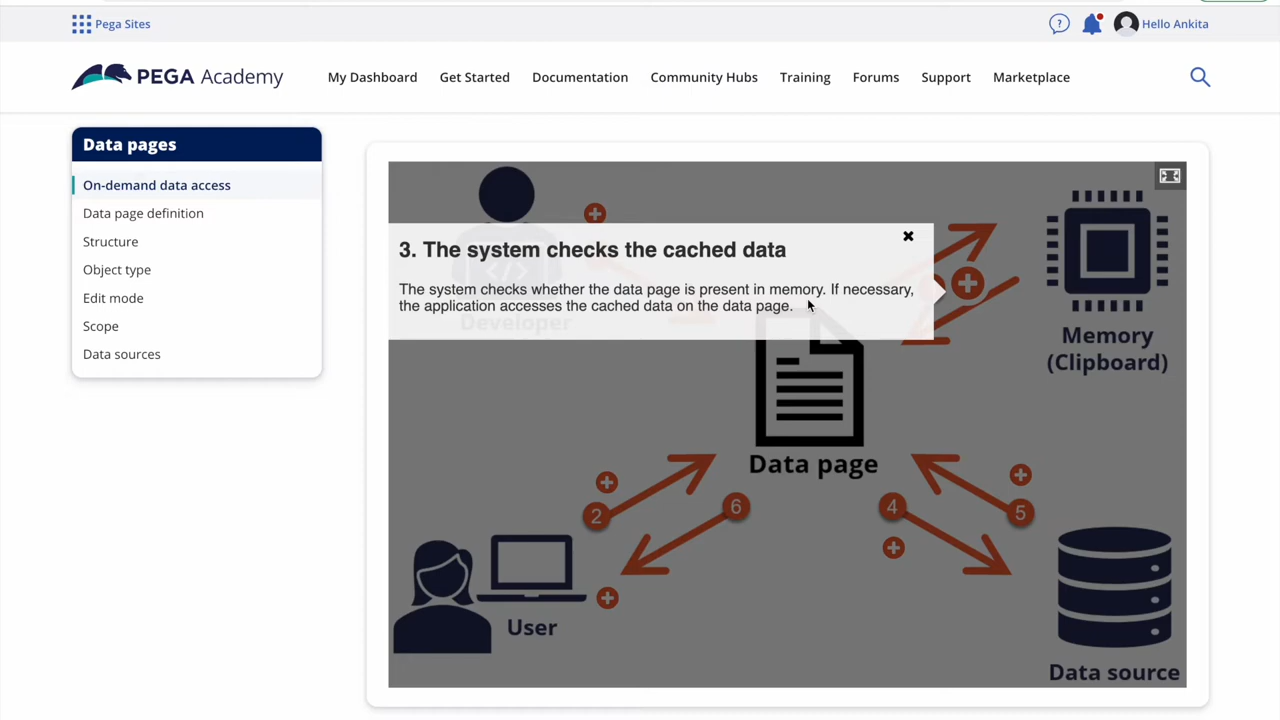 Pega Sites
Hello Ankita
PEGA Academy
My Dashboard
Get Started
Documentation
Community Hubs
Training
Forums
Support
Marketplace
Data pages
On-demand data access
Data page definition
Structure
Object type
Edit mode
Scope
Data sources
3. The system checks the cached data
The system checks whether the data page is present in memory. If necessary,
the application accesses the cached data on the data page.
Developer
Memory
(Clipboard)
Data page
2
6
4
5
User
Data source